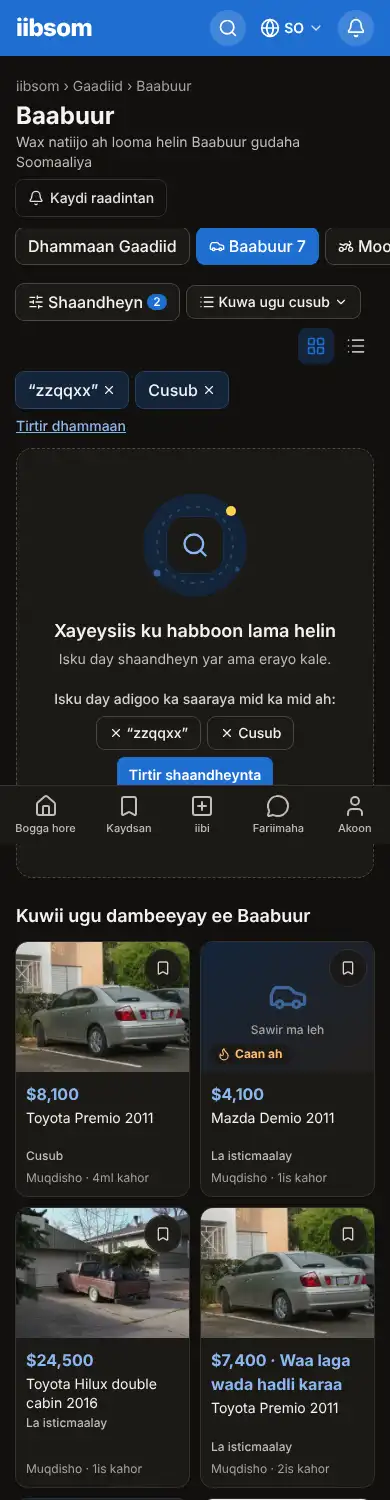 iibsom
SO
iibsom › Gaadiid › Baabuur
Baabuur
Wax natiijo ah looma helin Baabuur gudaha
Soomaaliya
Kaydi raadintan
Dhammaan Gaadiid
Baabuur 7
Moo
Shaandheyn 2
Kuwa ugu cusub
“zzqqxx” ×
Cusub ×
Tirtir dhammaan
Xayeysiis ku habboon lama helin
Isku day shaandheyn yar ama erayo kale.
Isku day adigoo ka saaraya mid ka mid ah:
× “zzqqxx”
× Cusub
Tirtir shaandheynta
Bogga hore
Kaydsan
iibi
Fariimaha
Akoon
Kuwii ugu dambeeyay ee Baabuur
$8,100
Toyota Premio 2011
Cusub
Muqdisho · 4ml kahor
Sawir ma leh
Caan ah
$4,100
Mazda Demio 2011
La isticmaalay
Muqdisho · 1is kahor
$24,500
Toyota Hilux double
cabin 2016
La isticmaalay
Muqdisho · 1is kahor
$7,400 · Waa laga
wada hadli karaa
Toyota Premio 2011
La isticmaalay
Muqdisho · 2is kahor